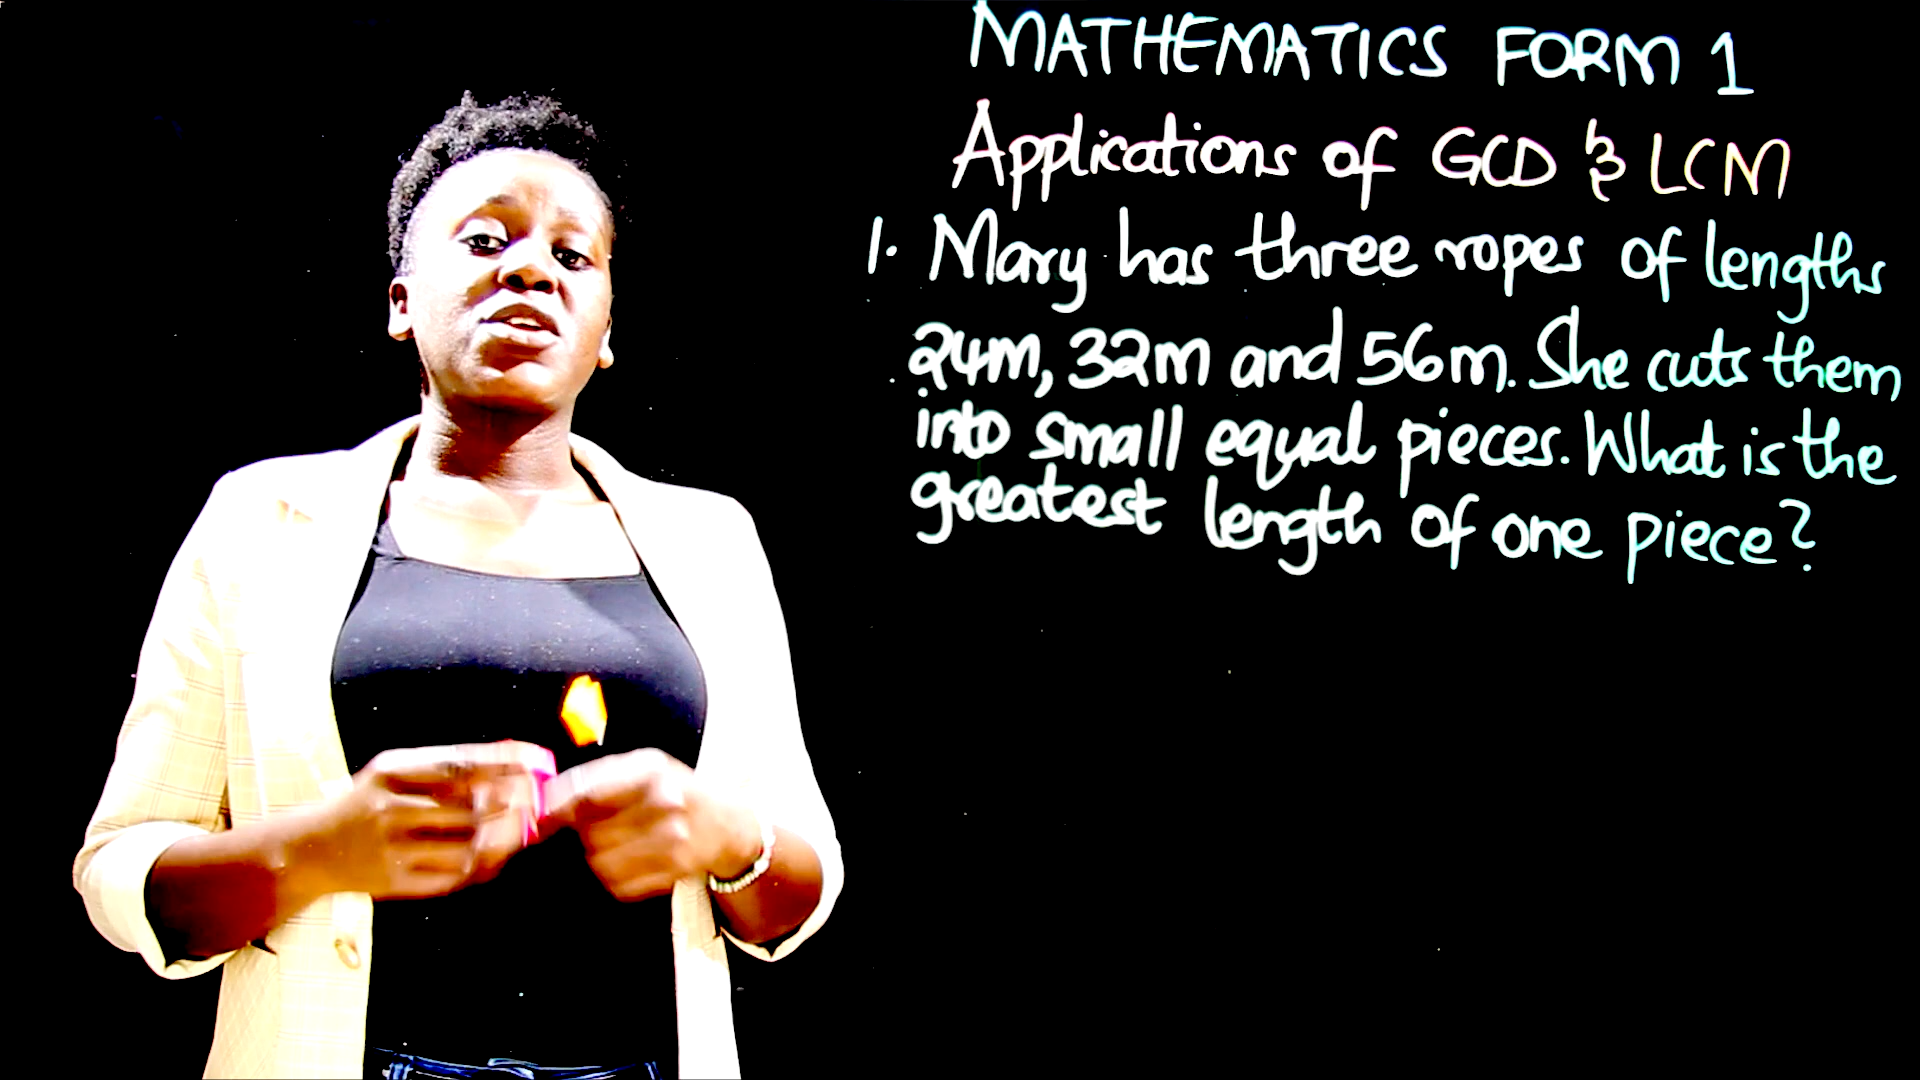 MATHEMATICS FORM 1
Applications of GCD & LCM
1. Mary has three ropes of lengths
24m, 32m and 56m. She cuts them
into small equal pieces. What is the
greatest length of one piece?